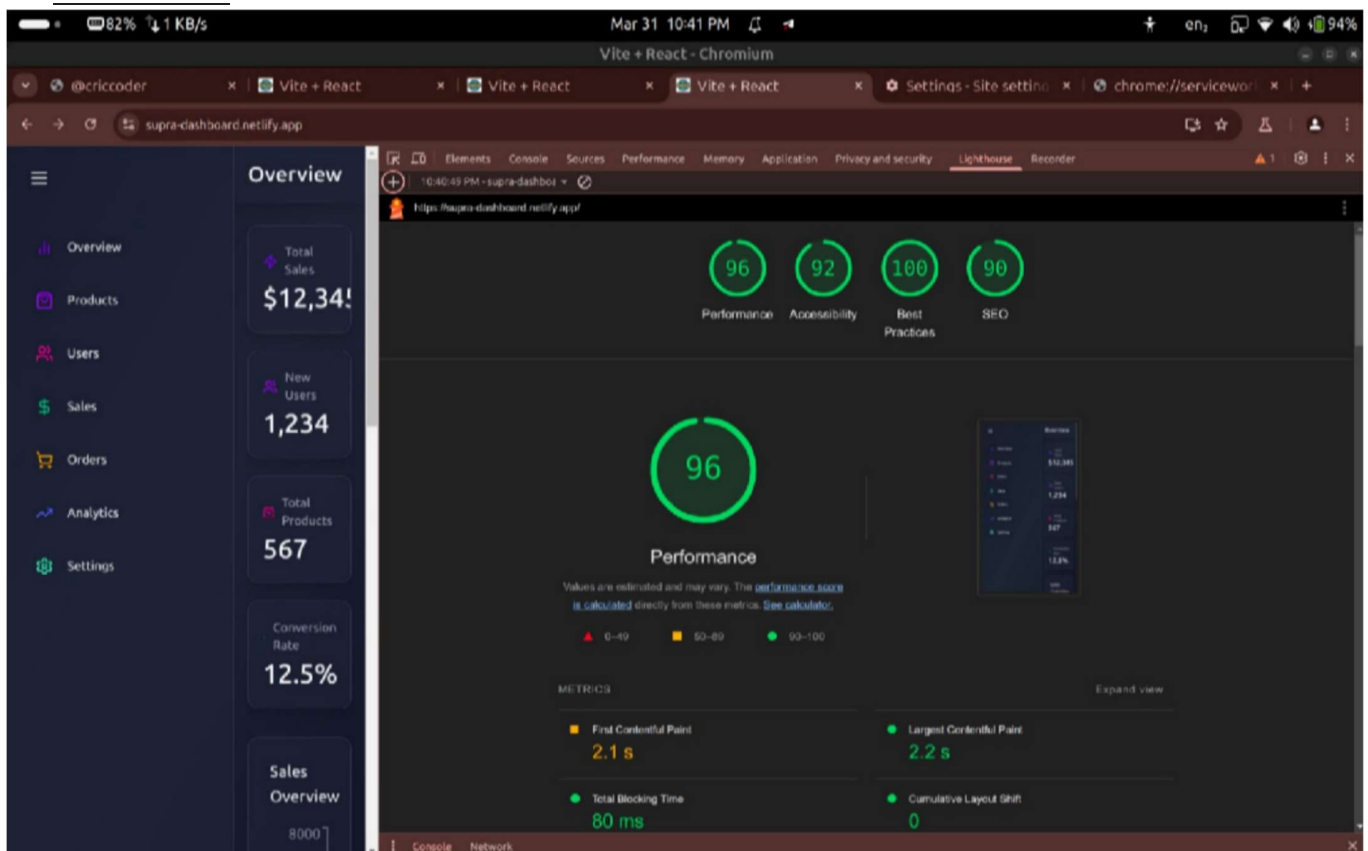 82% 1 KB/s
Mar 31 10:41 PM
en₂
94%
Vite + React - Chromium
@criccoder
Vite + React
Vite + React
Vite + React
Settings - Site setting
chrome://servicewor
supra-dashboard.netlify.app
Elements Console Sources Performance Memory Application Privacy and security Lighthouse Recorder
1
10:40:49 PM - supra-dashboa
https://supra-dashboard.netlify.app/
Overview
Products
Users
Sales
Orders
Analytics
Settings
Overview
Total
Sales
$12,345
New
Users
1,234
Total
Products
567
Conversion
Rate
12.5%
Sales
Overview
8000
96
92
100
90
Performance
Accessibility
Best
Practices
SEO
96
Performance
Values are estimated and may vary. The performance score
is calculated directly from these metrics. See calculator.
0–49
50–89
90–100
METRICS
Expand view
First Contentful Paint
2.1 s
Largest Contentful Paint
2.2 s
Total Blocking Time
80 ms
Cumulative Layout Shift
0
Console Network